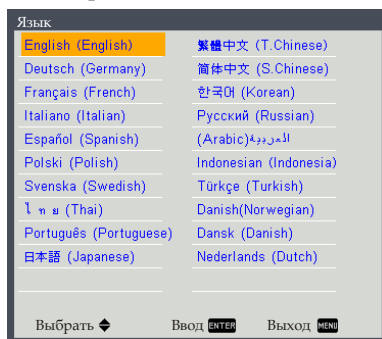 Язык
English (English)
Deutsch (Germany)
Français (French)
Italiano (Italian)
Español (Spanish)
Polski (Polish)
Svenska (Swedish)
ไทย (Thai)
Português (Portuguese)
日本語 (Japanese)
繁體中文 (T.Chinese)
简体中文 (S.Chinese)
한국어 (Korean)
Русский (Russian)
(Arabic)العربية
Indonesian (Indonesia)
Türkçe (Turkish)
Danish(Norwegian)
Dansk (Danish)
Nederlands (Dutch)
Выбрать Ввод ENTER Выход MENU